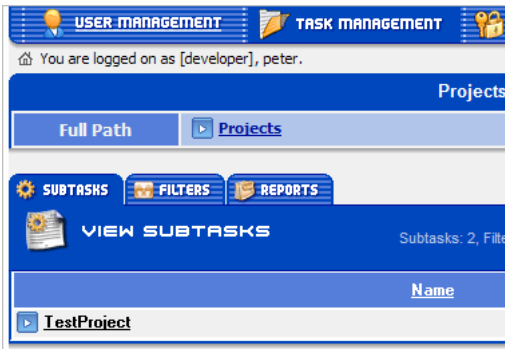 USER MANAGEMENT TASK MANAGEMENT
You are logged on as [developer], peter.
Projects
Full Path Projects
SUBTASKS FILTERS REPORTS
VIEW SUBTASKS Subtasks: 2, Filte
Name
TestProject